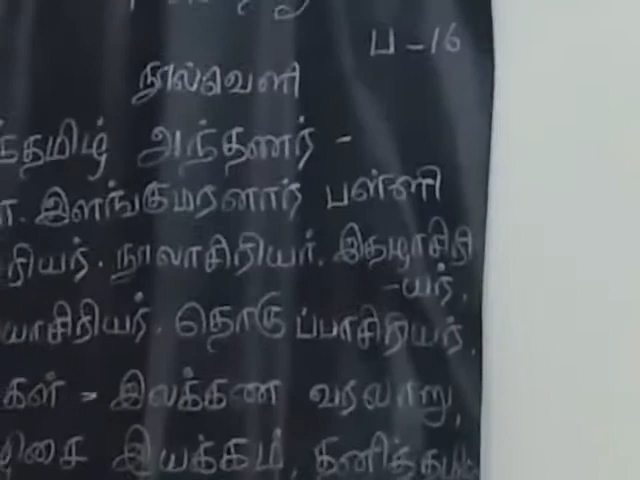 ப - 16
நூல்வெளி
ந்தமிழ் அந்தணர் -
ா. இளங்குமரனார் பள்ளி
ரியர். நூலாசிரியர். இதழாசிரி
-யர்.
யாசிரியர். தொகுப்பாசிரியர்.
கள் = இலக்கண வரலாறு,
ிசை இயக்கம், தனித்தமிழ